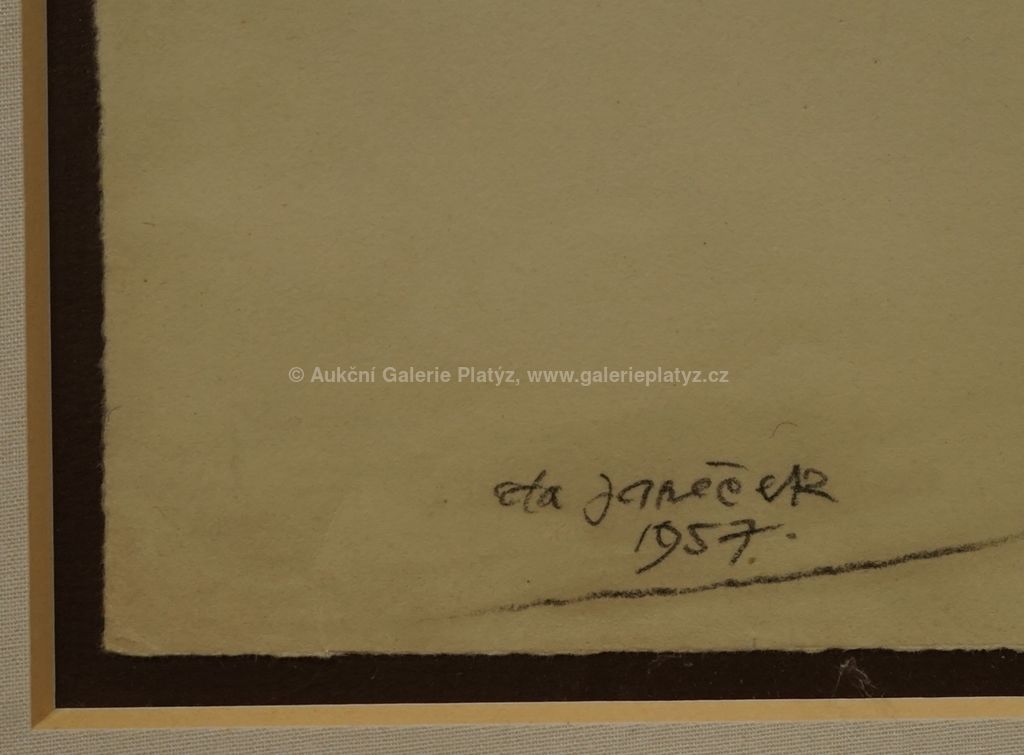 © Aukční Galerie Platýz, www.galerieplatyz.cz
ota janeček
1957.